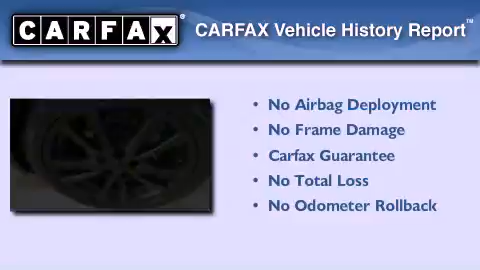 CARFAX® CARFAX Vehicle History Report™
• No Airbag Deployment
• No Frame Damage
• Carfax Guarantee
• No Total Loss
• No Odometer Rollback